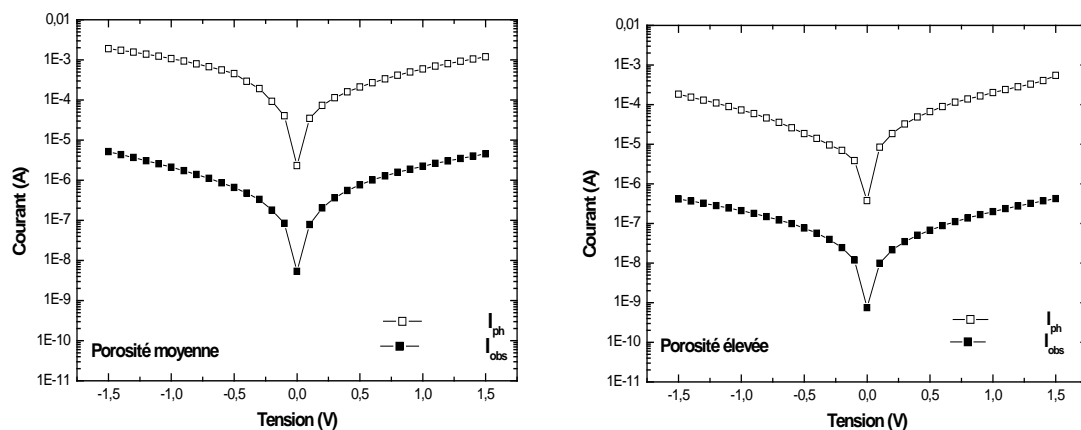 0,01
1E-3
1E-4
1E-5
1E-6
1E-7
1E-8
1E-9
1E-10
1E-11
Courant (A)
I_ph
I_obs
Porosité moyenne
-1,5 -1,0 -0,5 0,0 0,5 1,0 1,5
Tension (V)
0,01
1E-3
1E-4
1E-5
1E-6
1E-7
1E-8
1E-9
1E-10
1E-11
Courant (A)
I_ph
I_obs
Porosité élevée
-1,5 -1,0 -0,5 0,0 0,5 1,0 1,5
Tension (V)